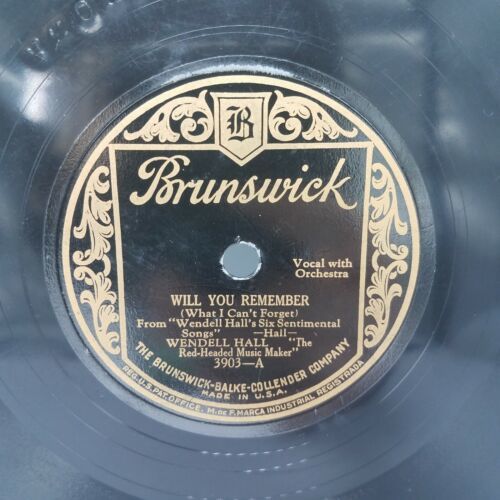 B
Brunswick
Vocal with
Orchestra
WILL YOU REMEMBER
(What I Can't Forget)
From "Wendell Hall's Six Sentimental
Songs" —Hall—
WENDELL HALL "The
Red-Headed Music Maker"
3903—A
THE BRUNSWICK-BALKE-COLLENDER COMPANY
MADE IN U.S.A.
REG. U.S. PAT. OFFICE. M. DE F. MARCA INDUSTRIAL REGISTRADA